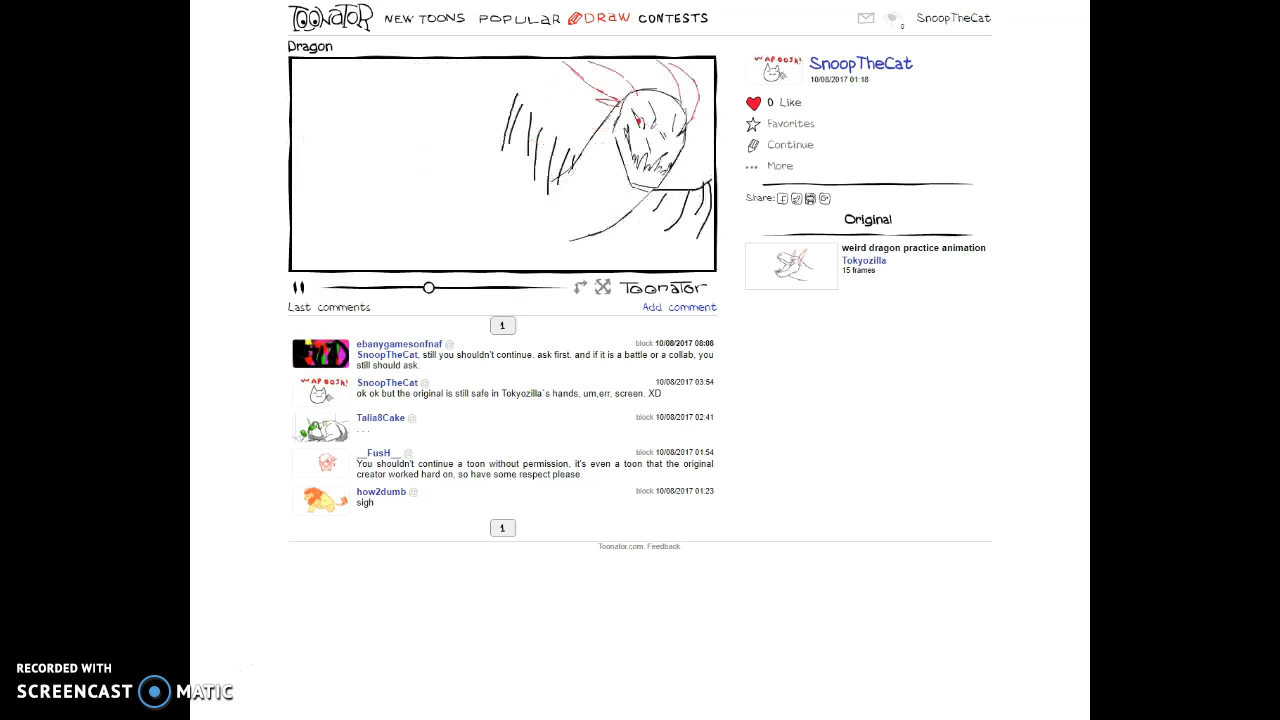 TOONATOR NEW TOONS POPULAR DRAW CONTESTS 0 SnoopTheCat
Dragon
WAPOOSK! SnoopTheCat
10/08/2017 01:18
0 Like
Favorites
Continue
More
Share:
Original
weird dragon practice animation
Tokyozilla
15 frames
Toonator
Last comments Add comment
1
ebanygamesonfnaf @ block 10/08/2017 08:08
SnoopTheCat, still you shouldn't continue. ask first. and if it is a battle or a collab, you
still should ask.
WAPOOSK! SnoopTheCat @ 10/08/2017 03:54
ok ok but the original is still safe in Tokyozilla`s hands, um,err, screen. XD
Talia8Cake @ block 10/08/2017 02:41
. . .
__FusH__ @ block 10/08/2017 01:54
You shouldn't continue a toon without permission, it's even a toon that the original
creator worked hard on, so have some respect please.
how2dumb @ block 10/08/2017 01:23
sigh
1
Toonator.com. Feedback.
RECORDED WITH
SCREENCAST MATIC